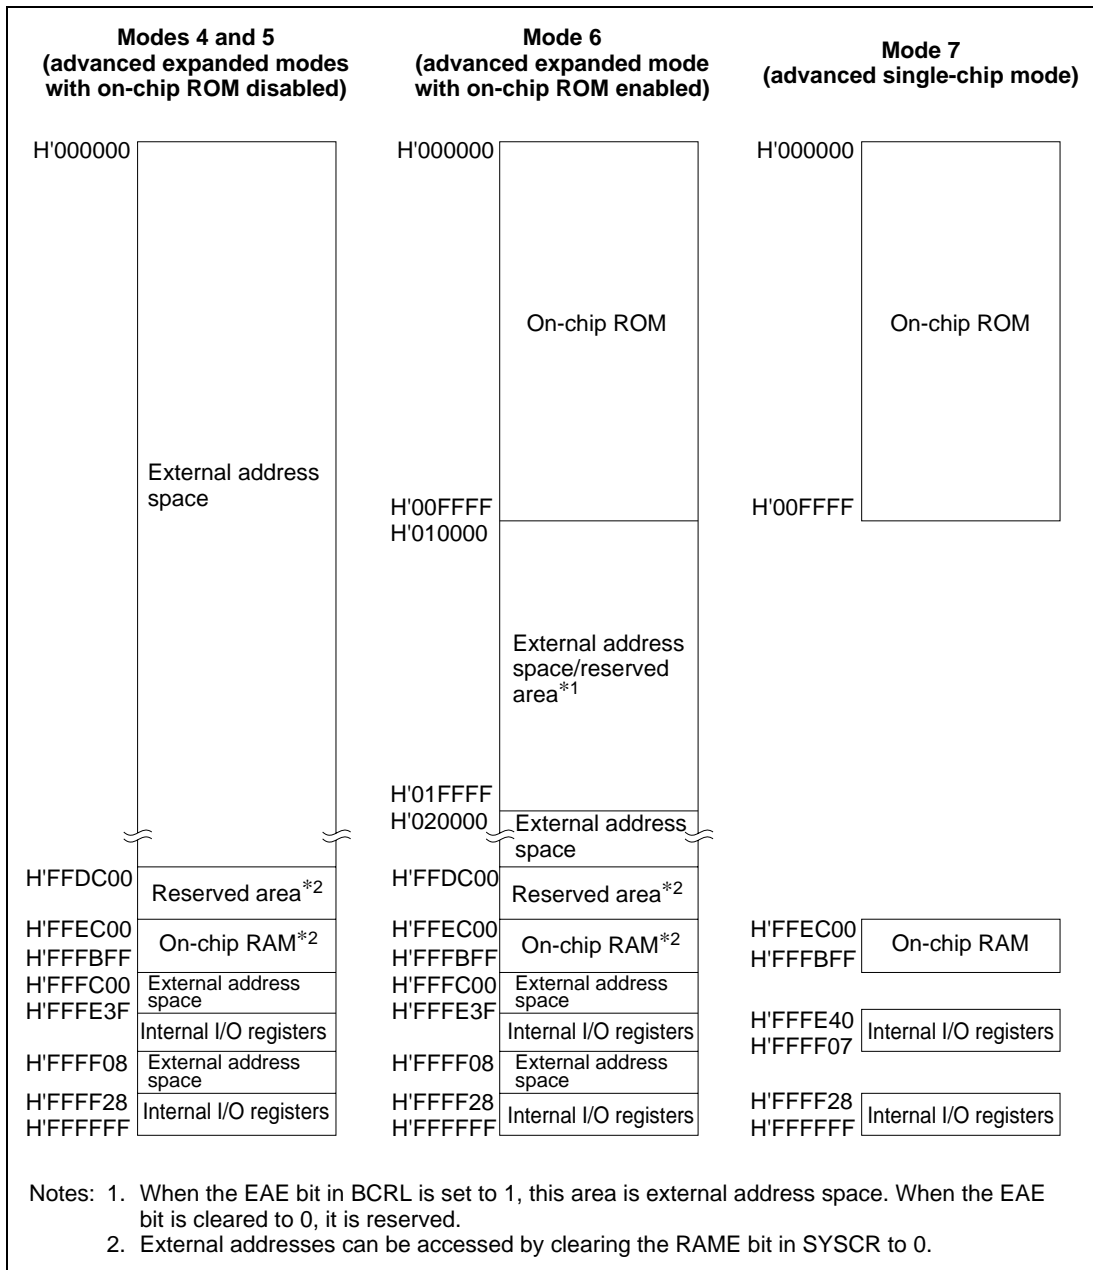 Modes 4 and 5
(advanced expanded modes
with on-chip ROM disabled)
H'000000
External address
space
H'FFDC00
Reserved area*2
H'FFEC00
On-chip RAM*2
H'FFFBFF
H'FFFC00
External address
space
H'FFFE3F
Internal I/O registers
H'FFFF08
External address
space
H'FFFF28
Internal I/O registers
H'FFFFFF
Mode 6
(advanced expanded mode
with on-chip ROM enabled)
H'000000
On-chip ROM
H'00FFFF
H'010000
External address
space/reserved
area*1
H'01FFFF
H'020000
External address
space
H'FFDC00
Reserved area*2
H'FFEC00
On-chip RAM*2
H'FFFBFF
H'FFFC00
External address
space
H'FFFE3F
Internal I/O registers
H'FFFF08
External address
space
H'FFFF28
Internal I/O registers
H'FFFFFF
Mode 7
(advanced single-chip mode)
H'000000
On-chip ROM
H'00FFFF
H'FFEC00
On-chip RAM
H'FFFBFF
H'FFFE40
Internal I/O registers
H'FFFF07
H'FFFF28
Internal I/O registers
H'FFFFFF
Notes: 1. When the EAE bit in BCRL is set to 1, this area is external address space. When the EAE
bit is cleared to 0, it is reserved.
2. External addresses can be accessed by clearing the RAME bit in SYSCR to 0.